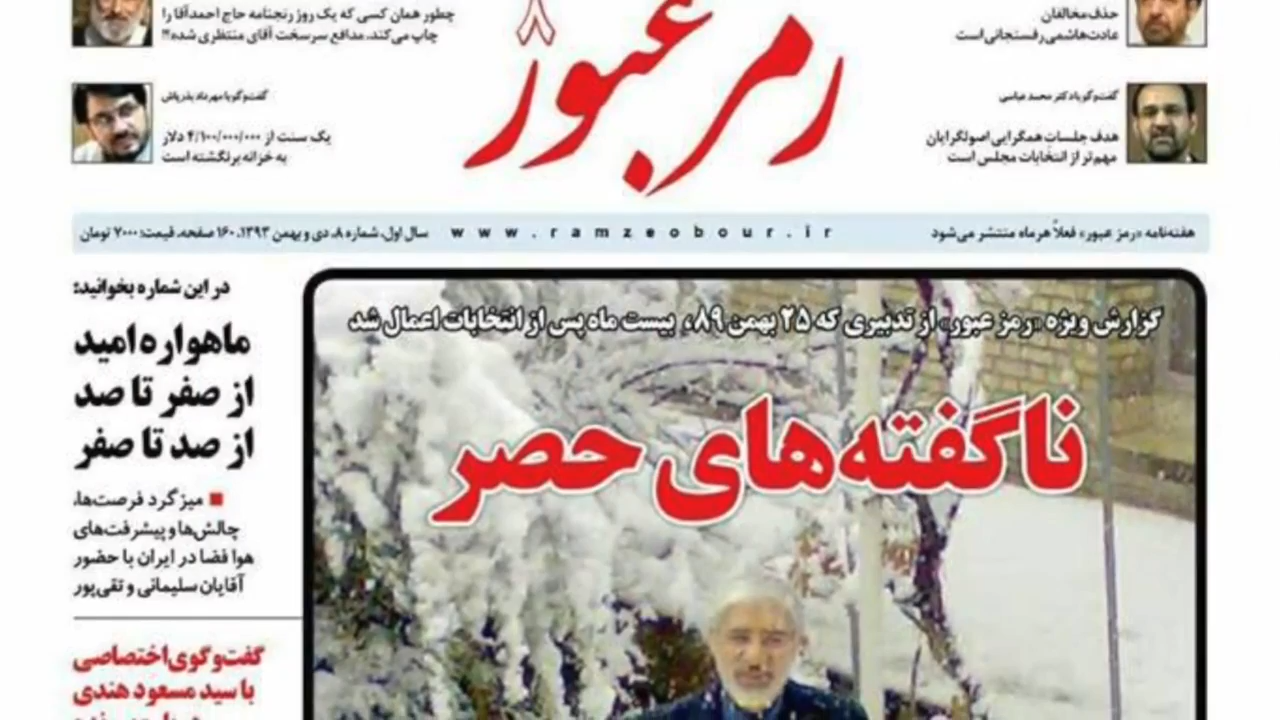 حذف مخالفان
عادت هاشمی رفسنجانی است
گفت‌وگو با دکتر محمد عباسی
هدف جلسات همگرایی اصولگرایان
مهم‌تر از انتخابات مجلس است
رمز عبور ۸
چطور همان کسی که یک روز رنجنامه حاج احمدآقا را
چاپ می‌کند، مدافع سرسخت آقای منتظری شده؟!
گفت‌وگو با مهرداد بذرپاش
یک سنت از ۴/۱۰۰/۰۰۰/۰۰۰ دلار
به خزانه برنگشته است
هفته‌نامه «رمز عبور» فعلاً هر ماه منتشر می‌شود www.ramzeobour.ir سال اول، شماره ۸، دی و بهمن ۱۳۹۳، ۱۶۰ صفحه، قیمت: ۷۰۰۰ تومان
گزارش ویژه «رمز عبور» از تدبیری که ۲۵ بهمن ۸۹، بیست ماه پس از انتخابات اعمال شد
ناگفته‌های حصر
در این شماره بخوانید:
ماهواره امید
از صفر تا صد
از صد تا صفر
میزگرد فرصت‌ها،
چالش‌ها و پیشرفت‌های
هوا فضا در ایران با حضور
آقایان سلیمانی و تقی‌پور
گفت‌وگوی اختصاصی
با سید مسعود هندی